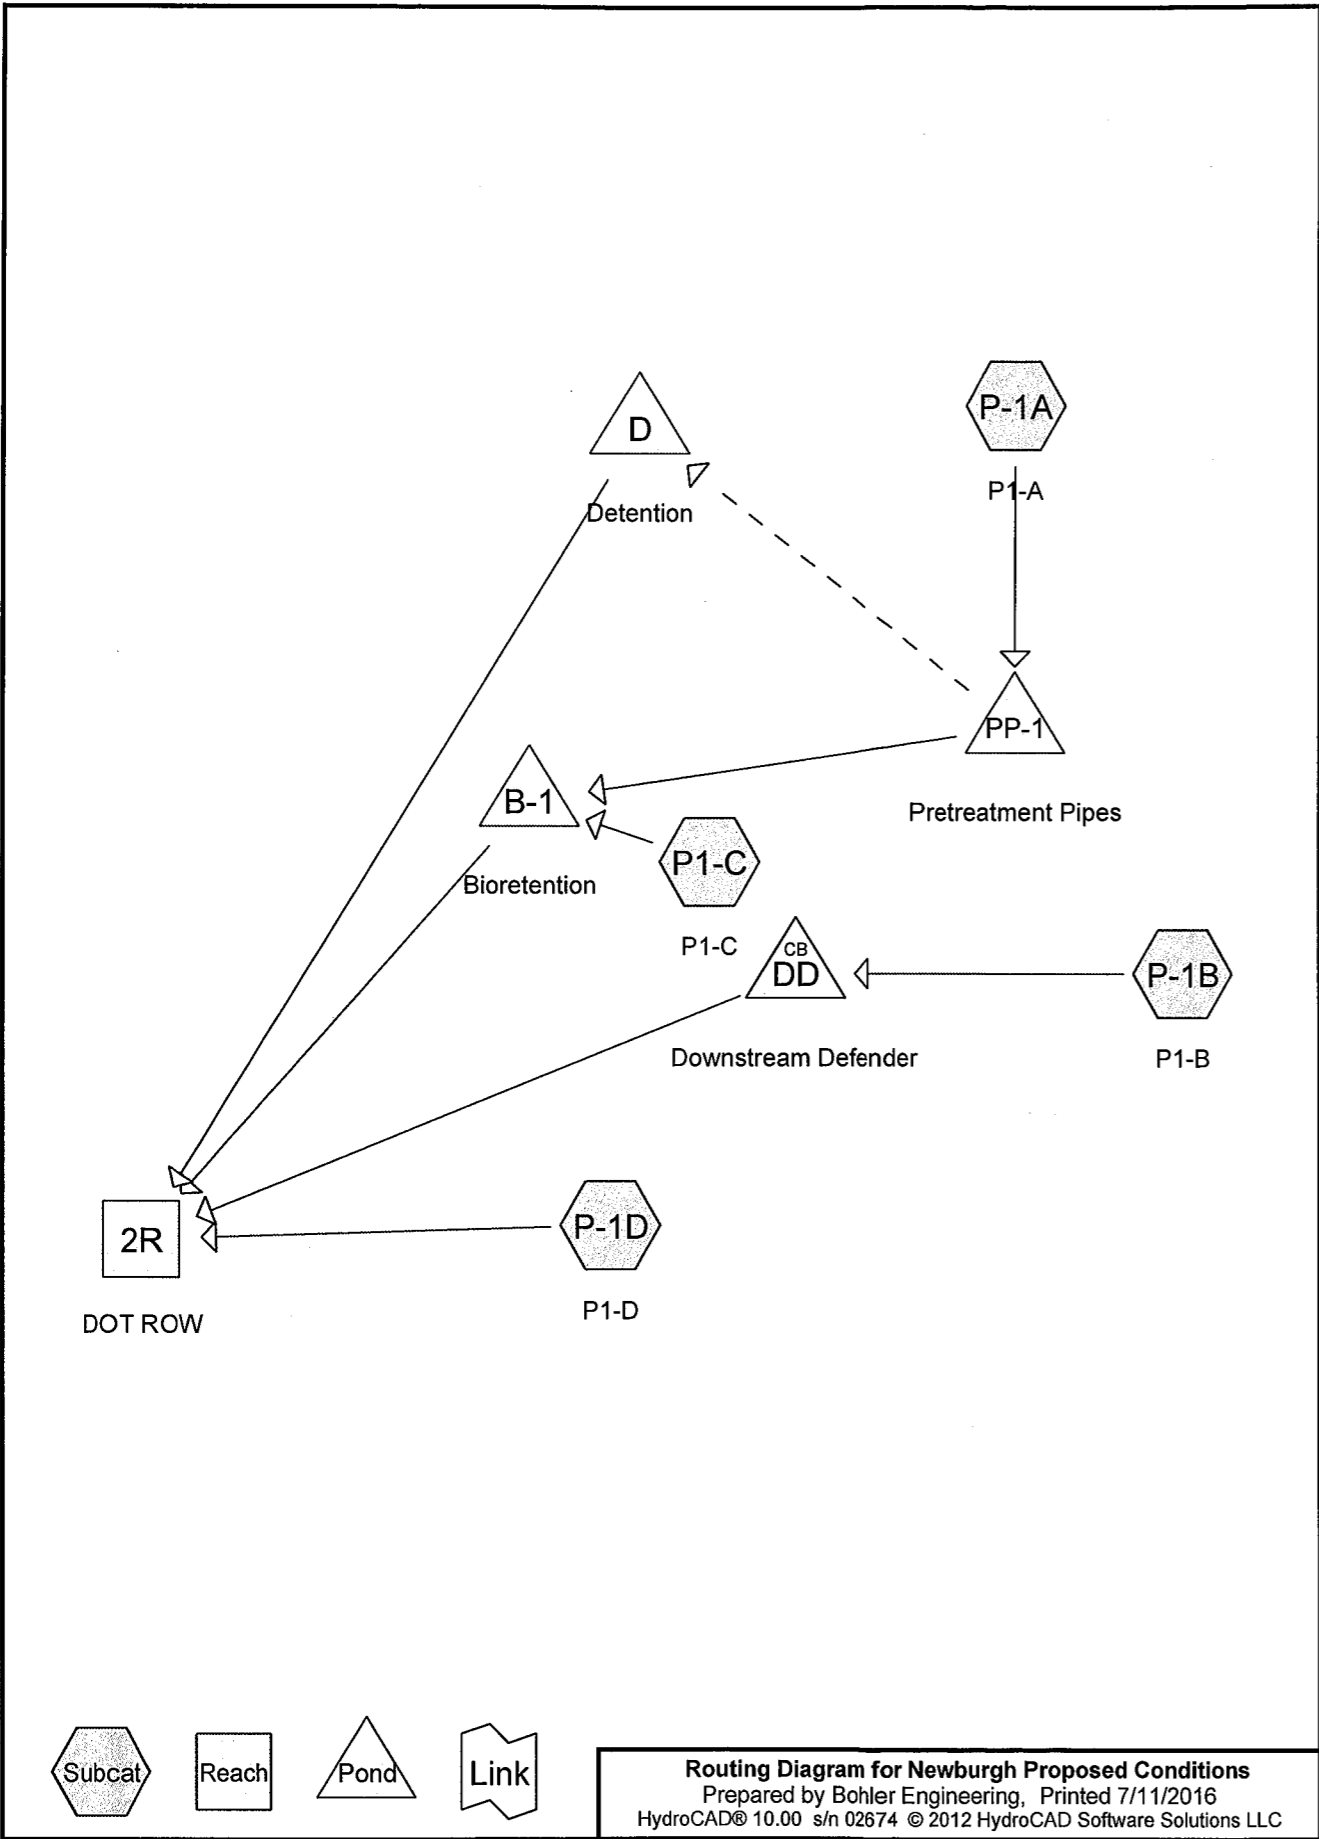 D
Detention
P-1A
P1-A
PP-1
Pretreatment Pipes
B-1
Bioretention
P1-C
P1-C
CB
DD
Downstream Defender
P-1B
P1-B
2R
DOT ROW
P-1D
P1-D
Subcat
Reach
Pond
Link
Routing Diagram for Newburgh Proposed Conditions
Prepared by Bohler Engineering, Printed 7/11/2016
HydroCAD® 10.00 s/n 02674 © 2012 HydroCAD Software Solutions LLC